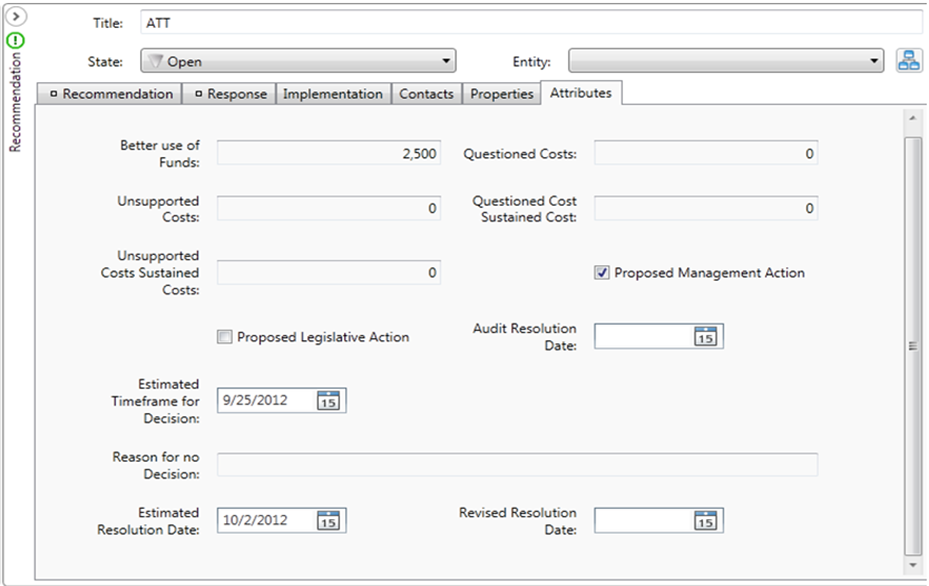 Title: ATT
State: Open Entity:
Recommendation
Recommendation Response Implementation Contacts Properties Attributes
Better use of
Funds: 2,500 Questioned Costs: 0
Unsupported
Costs: 0
Questioned Cost
Sustained Cost: 0
Unsupported
Costs Sustained
Costs: 0
Proposed Management Action
Proposed Legislative Action
Audit Resolution
Date: 15
Estimated
Timeframe for
Decision: 9/25/2012 15
Reason for no
Decision:
Estimated
Resolution Date: 10/2/2012 15
Revised Resolution
Date: 15